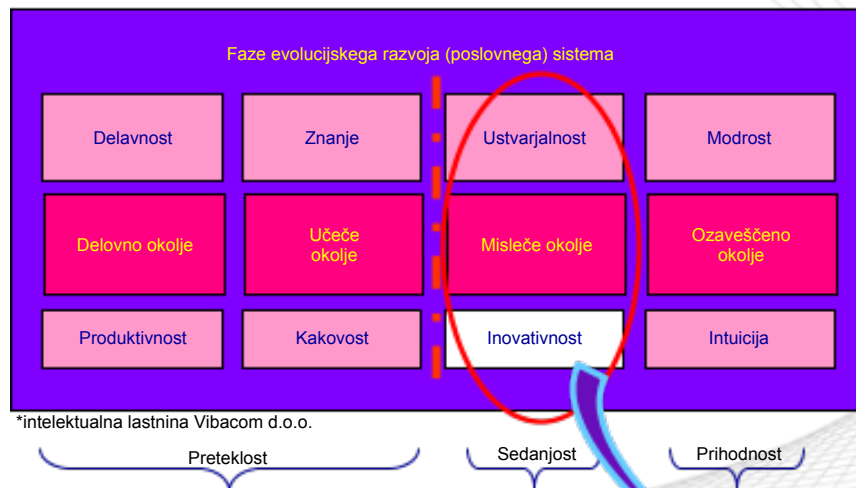 Faze evolucijskega razvoja (poslovnega) sistema
Delavnost
Znanje
Ustvarjalnost
Modrost
Delovno okolje
Učeče
okolje
Misleče okolje
Ozaveščeno
okolje
Produktivnost
Kakovost
Inovativnost
Intuicija
*intelektualna lastnina Vibacom d.o.o.
Preteklost
Sedanjost
Prihodnost